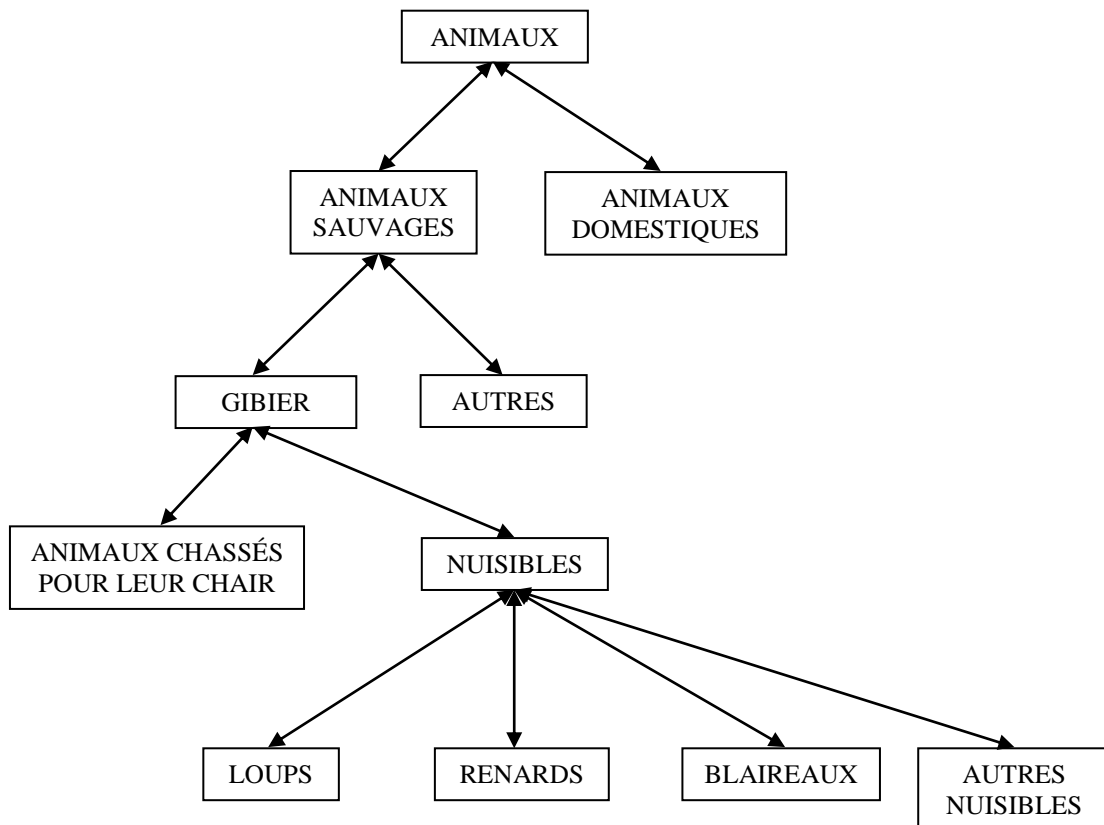 ANIMAUX
ANIMAUX
SAUVAGES
ANIMAUX
DOMESTIQUES
GIBIER
AUTRES
ANIMAUX CHASSÉS
POUR LEUR CHAIR
NUISIBLES
LOUPS
RENARDS
BLAIREAUX
AUTRES
NUISIBLES